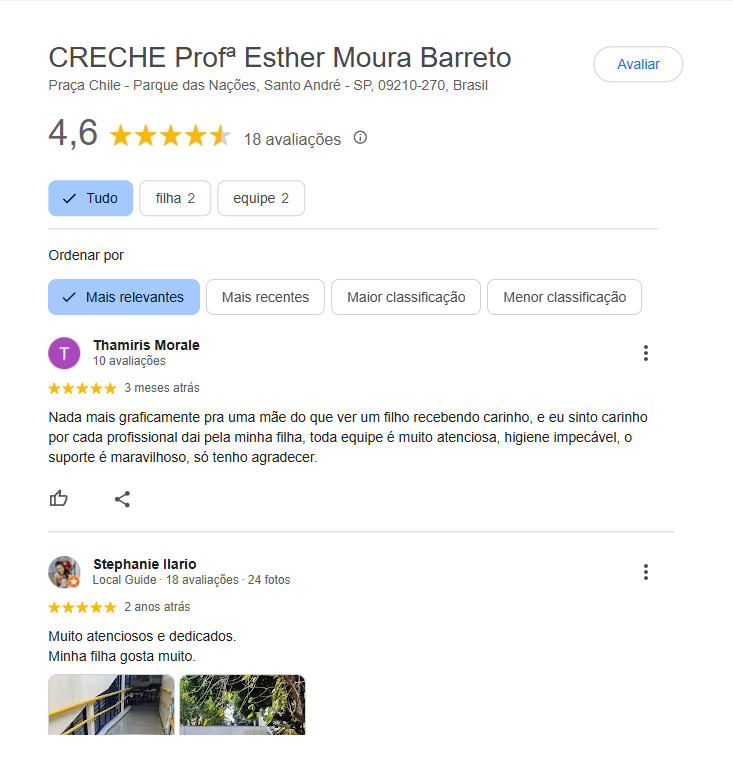 CRECHE Profª Esther Moura Barreto
Avaliar
Praça Chile - Parque das Nações, Santo André - SP, 09210-270, Brasil
4,6 18 avaliações
Tudo filha 2 equipe 2
Ordenar por
Mais relevantes Mais recentes Maior classificação Menor classificação
T
Thamiris Morale
10 avaliações
3 meses atrás
Nada mais graficamente pra uma mãe do que ver um filho recebendo carinho, e eu sinto carinho
por cada profissional dai pela minha filha, toda equipe é muito atenciosa, higiene impecável, o
suporte é maravilhoso, só tenho agradecer.
Stephanie Ilario
Local Guide · 18 avaliações · 24 fotos
2 anos atrás
Muito atenciosos e dedicados.
Minha filha gosta muito.